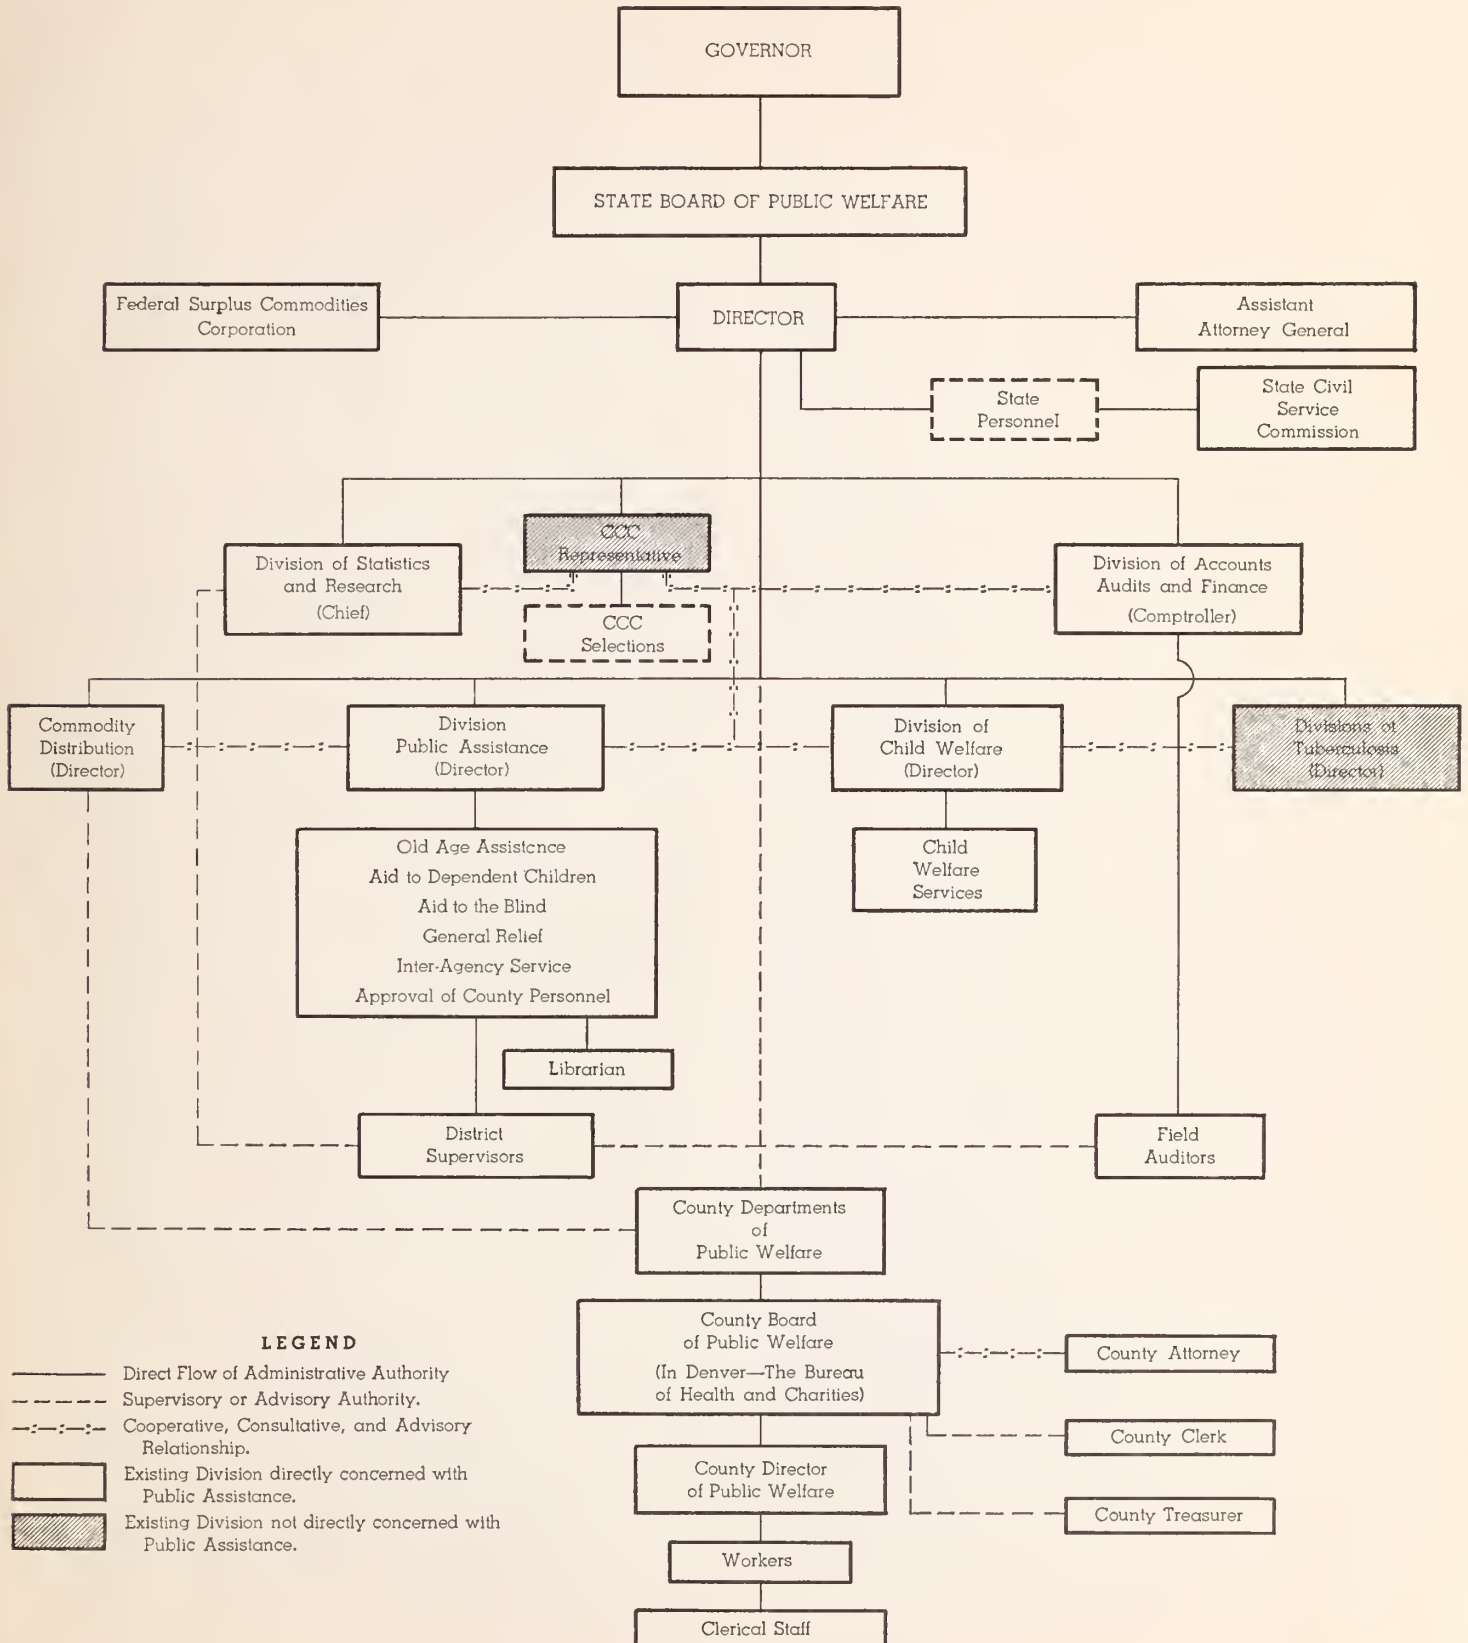 GOVERNOR
STATE BOARD OF PUBLIC WELFARE
Federal Surplus Commodities
Corporation
DIRECTOR
Assistant
Attorney General
State
Personnel
State Civil
Service
Commission
CCC
Representative
Division of Statistics
and Research
(Chief)
CCC
Selections
Division of Accounts
Audits and Finance
(Comptroller)
Commodity
Distribution
(Director)
Division
Public Assistance
(Director)
Division of
Child Welfare
(Director)
Divisions of
Tuberculosis
(Director)
Old Age Assistence
Aid to Dependent Children
Aid to the Blind
General Relief
Inter-Agency Service
Approval of County Personnel
Child
Welfare
Services
Librarian
District
Supervisors
Field
Auditors
County Departments
of
Public Welfare
County Board
of Public Welfare
(In Denver—The Bureau
of Health and Charities)
County Attorney
County Clerk
County Treasurer
County Director
of Public Welfare
Workers
Clerical Staff
LEGEND
Direct Flow of Administrative Authority
Supervisory or Advisory Authority.
Cooperative, Consultative, and Advisory
Relationship.
Existing Division directly concerned with
Public Assistance.
Existing Division not directly concerned with
Public Assistance.